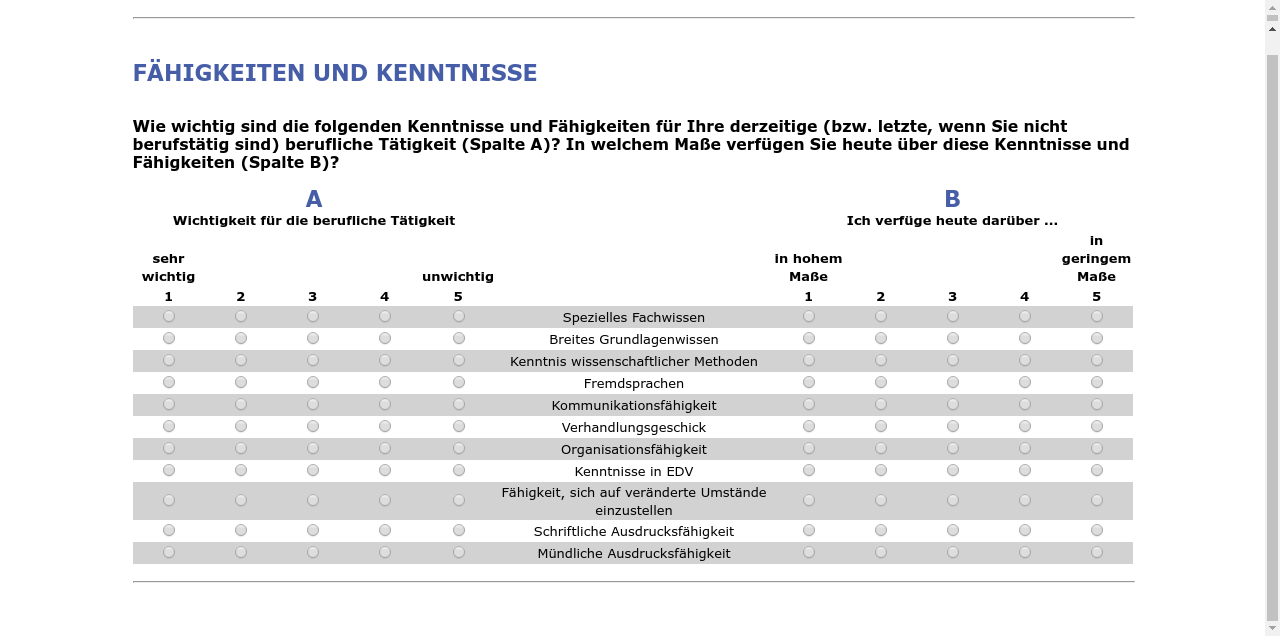 FÄHIGKEITEN UND KENNTNISSE
Wie wichtig sind die folgenden Kenntnisse und Fähigkeiten für Ihre derzeitige (bzw. letzte, wenn Sie nicht
berufstätig sind) berufliche Tätigkeit (Spalte A)? In welchem Maße verfügen Sie heute über diese Kenntnisse und
Fähigkeiten (Spalte B)?
A B
Wichtigkeit für die berufliche Tätigkeit Ich verfüge heute darüber ...
sehr
wichtig
unwichtig
in hohem
Maße
in
geringem
Maße
1 2 3 4 5 1 2 3 4 5
Spezielles Fachwissen
Breites Grundlagenwissen
Kenntnis wissenschaftlicher Methoden
Fremdsprachen
Kommunikationsfähigkeit
Verhandlungsgeschick
Organisationsfähigkeit
Kenntnisse in EDV
Fähigkeit, sich auf veränderte Umstände
einzustellen
Schriftliche Ausdrucksfähigkeit
Mündliche Ausdrucksfähigkeit